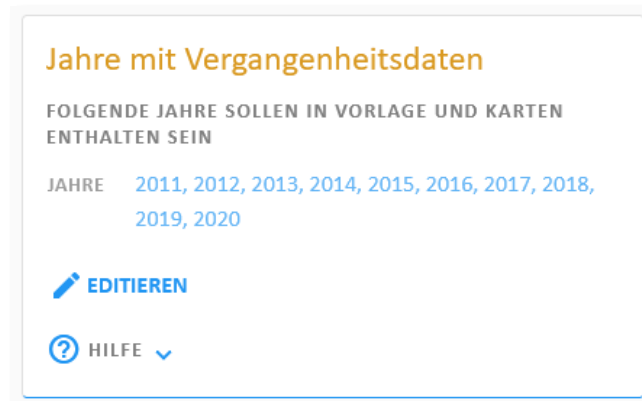 Jahre mit Vergangenheitsdaten
FOLGENDE JAHRE SOLLEN IN VORLAGE UND KARTEN
ENTHALTEN SEIN
JAHRE 2011, 2012, 2013, 2014, 2015, 2016, 2017, 2018,
2019, 2020
EDITIEREN
HILFE